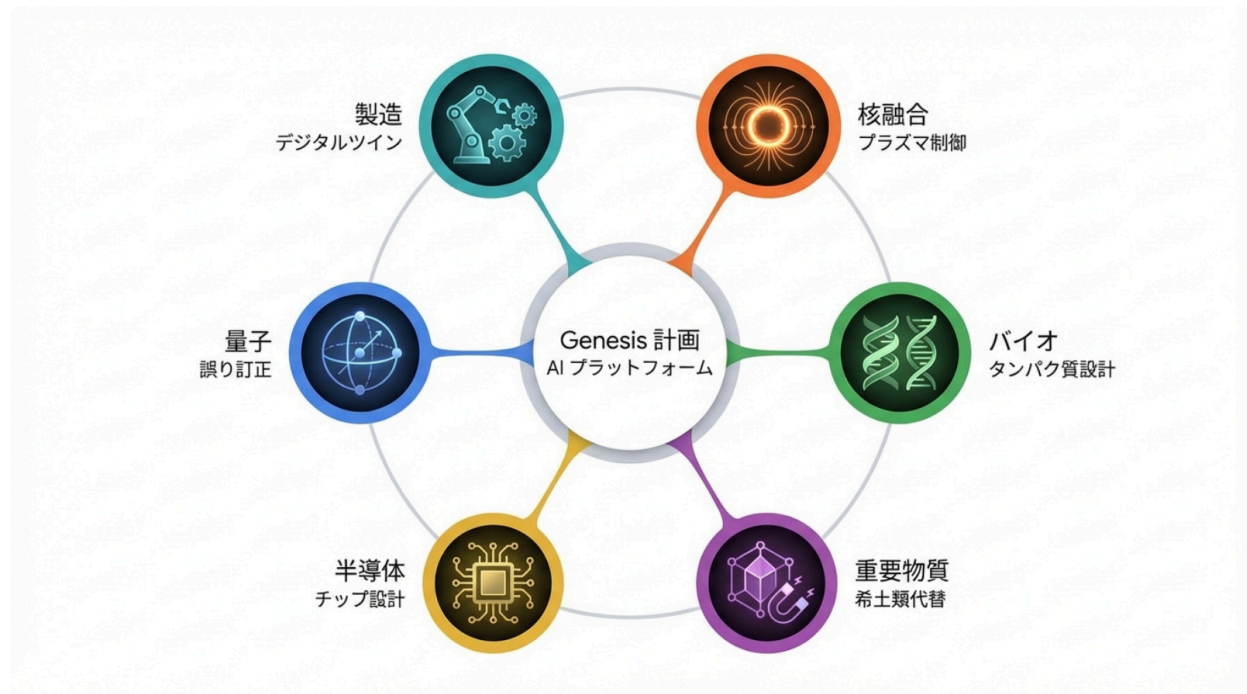 製造
デジタルツイン
核融合
プラズマ制御
量子
誤り訂正
Genesis 計画
AI プラットフォーム
バイオ
タンパク質設計
半導体
チップ設計
重要物質
希土類代替